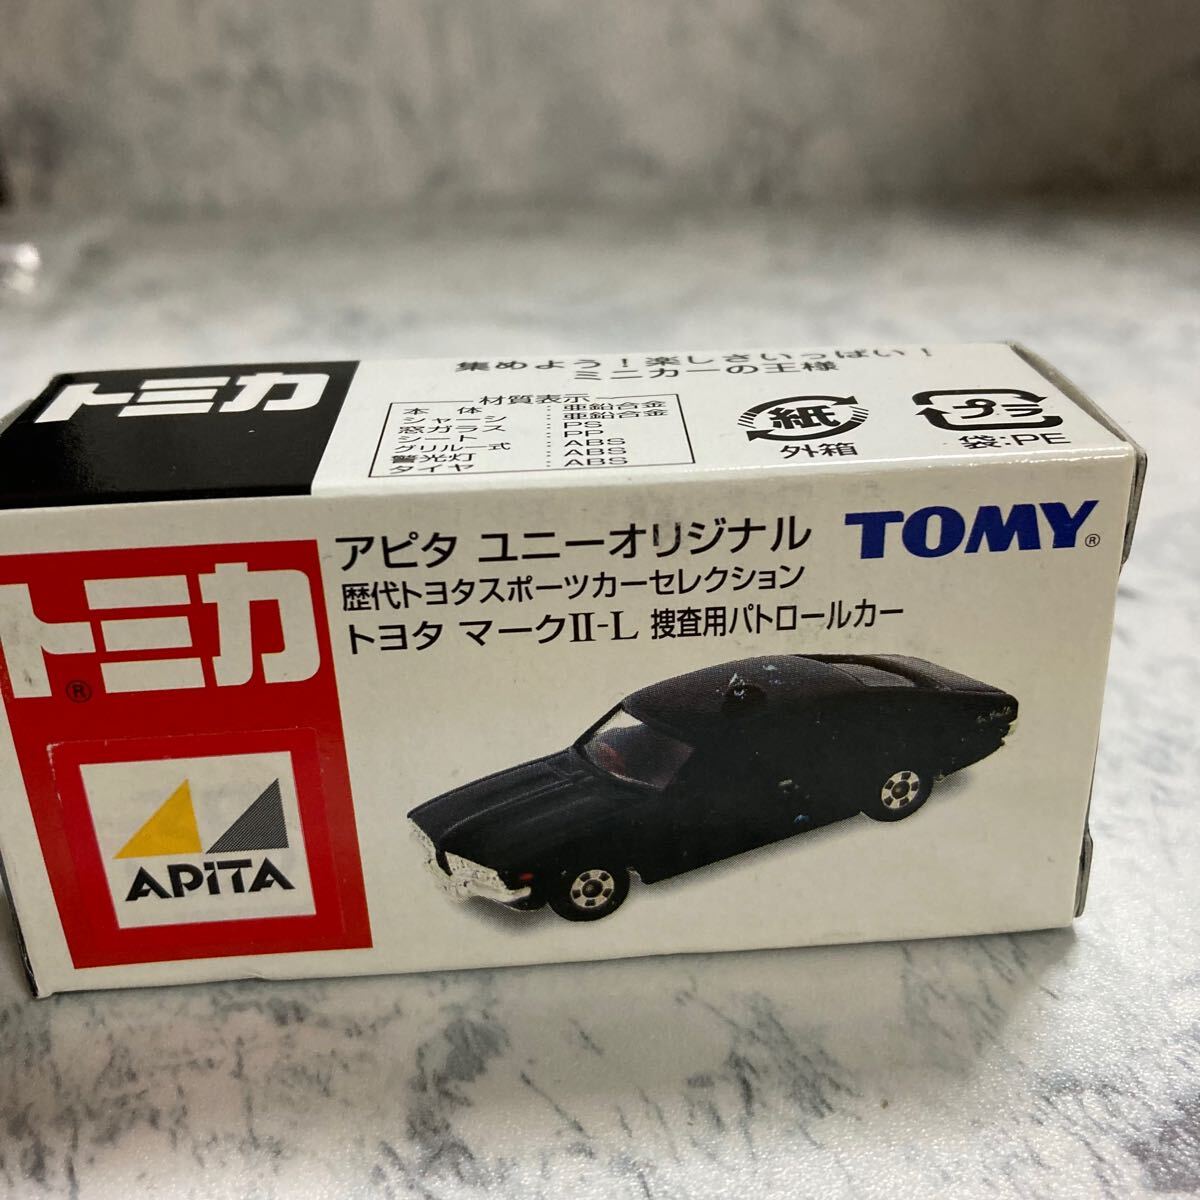 トミカ
集めよう！楽しさいっぱい！
ミニカーの王様
材質表示
本体 … 亜鉛合金
シャーシ … 亜鉛合金
窓ガラス … PS
シート … PP
グリル一式 … ABS
警光灯 … ABS
タイヤ … ABS
紙
外箱
プラ
袋:PE
トミカ®
アピタ ユニーオリジナル
TOMY®
歴代トヨタスポーツカーセレクション
トヨタ マークII-L 捜査用パトロールカー
APiTA